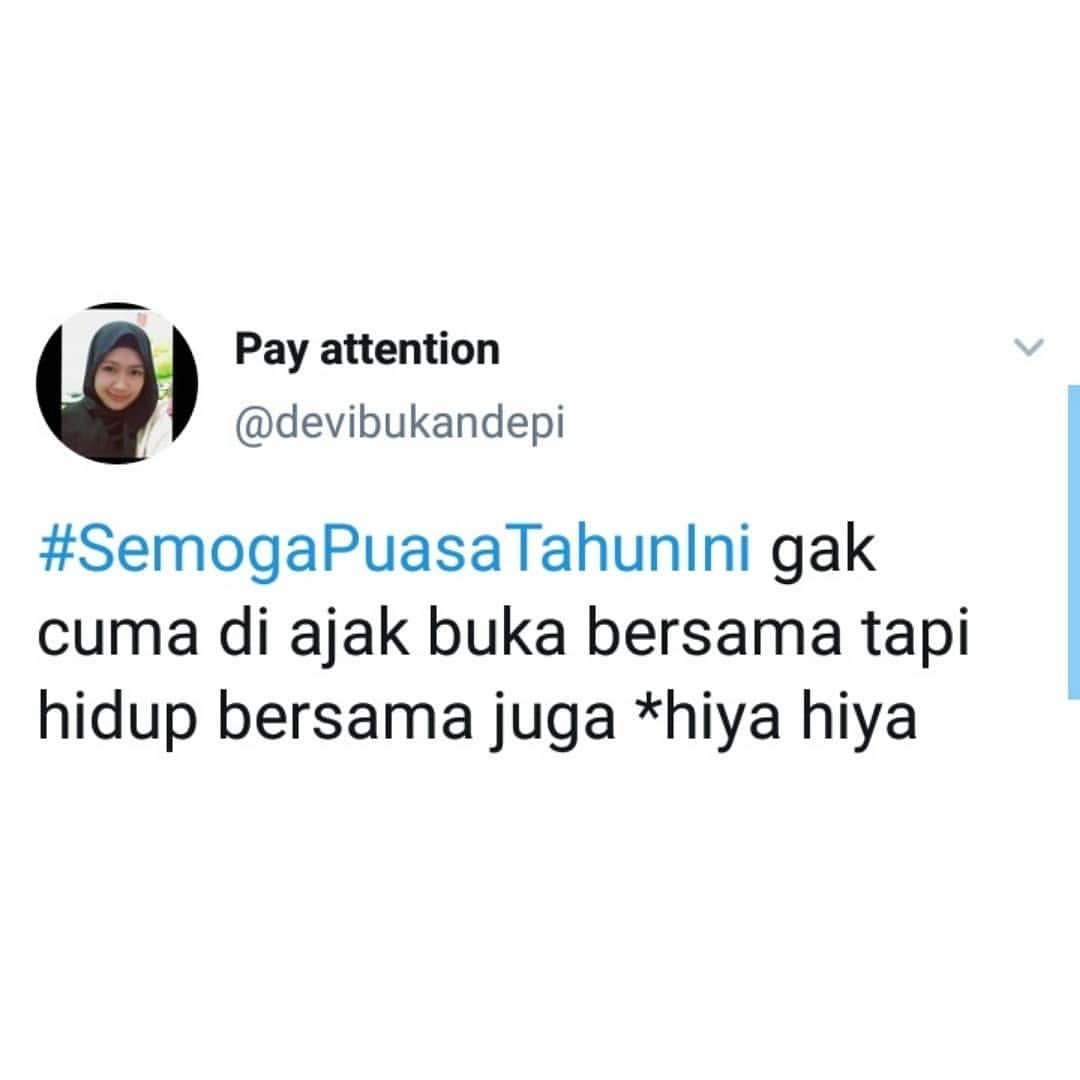 Pay attention
@devibukandepi
#SemogaPuasaTahunIni gak
cuma di ajak buka bersama tapi
hidup bersama juga *hiya hiya